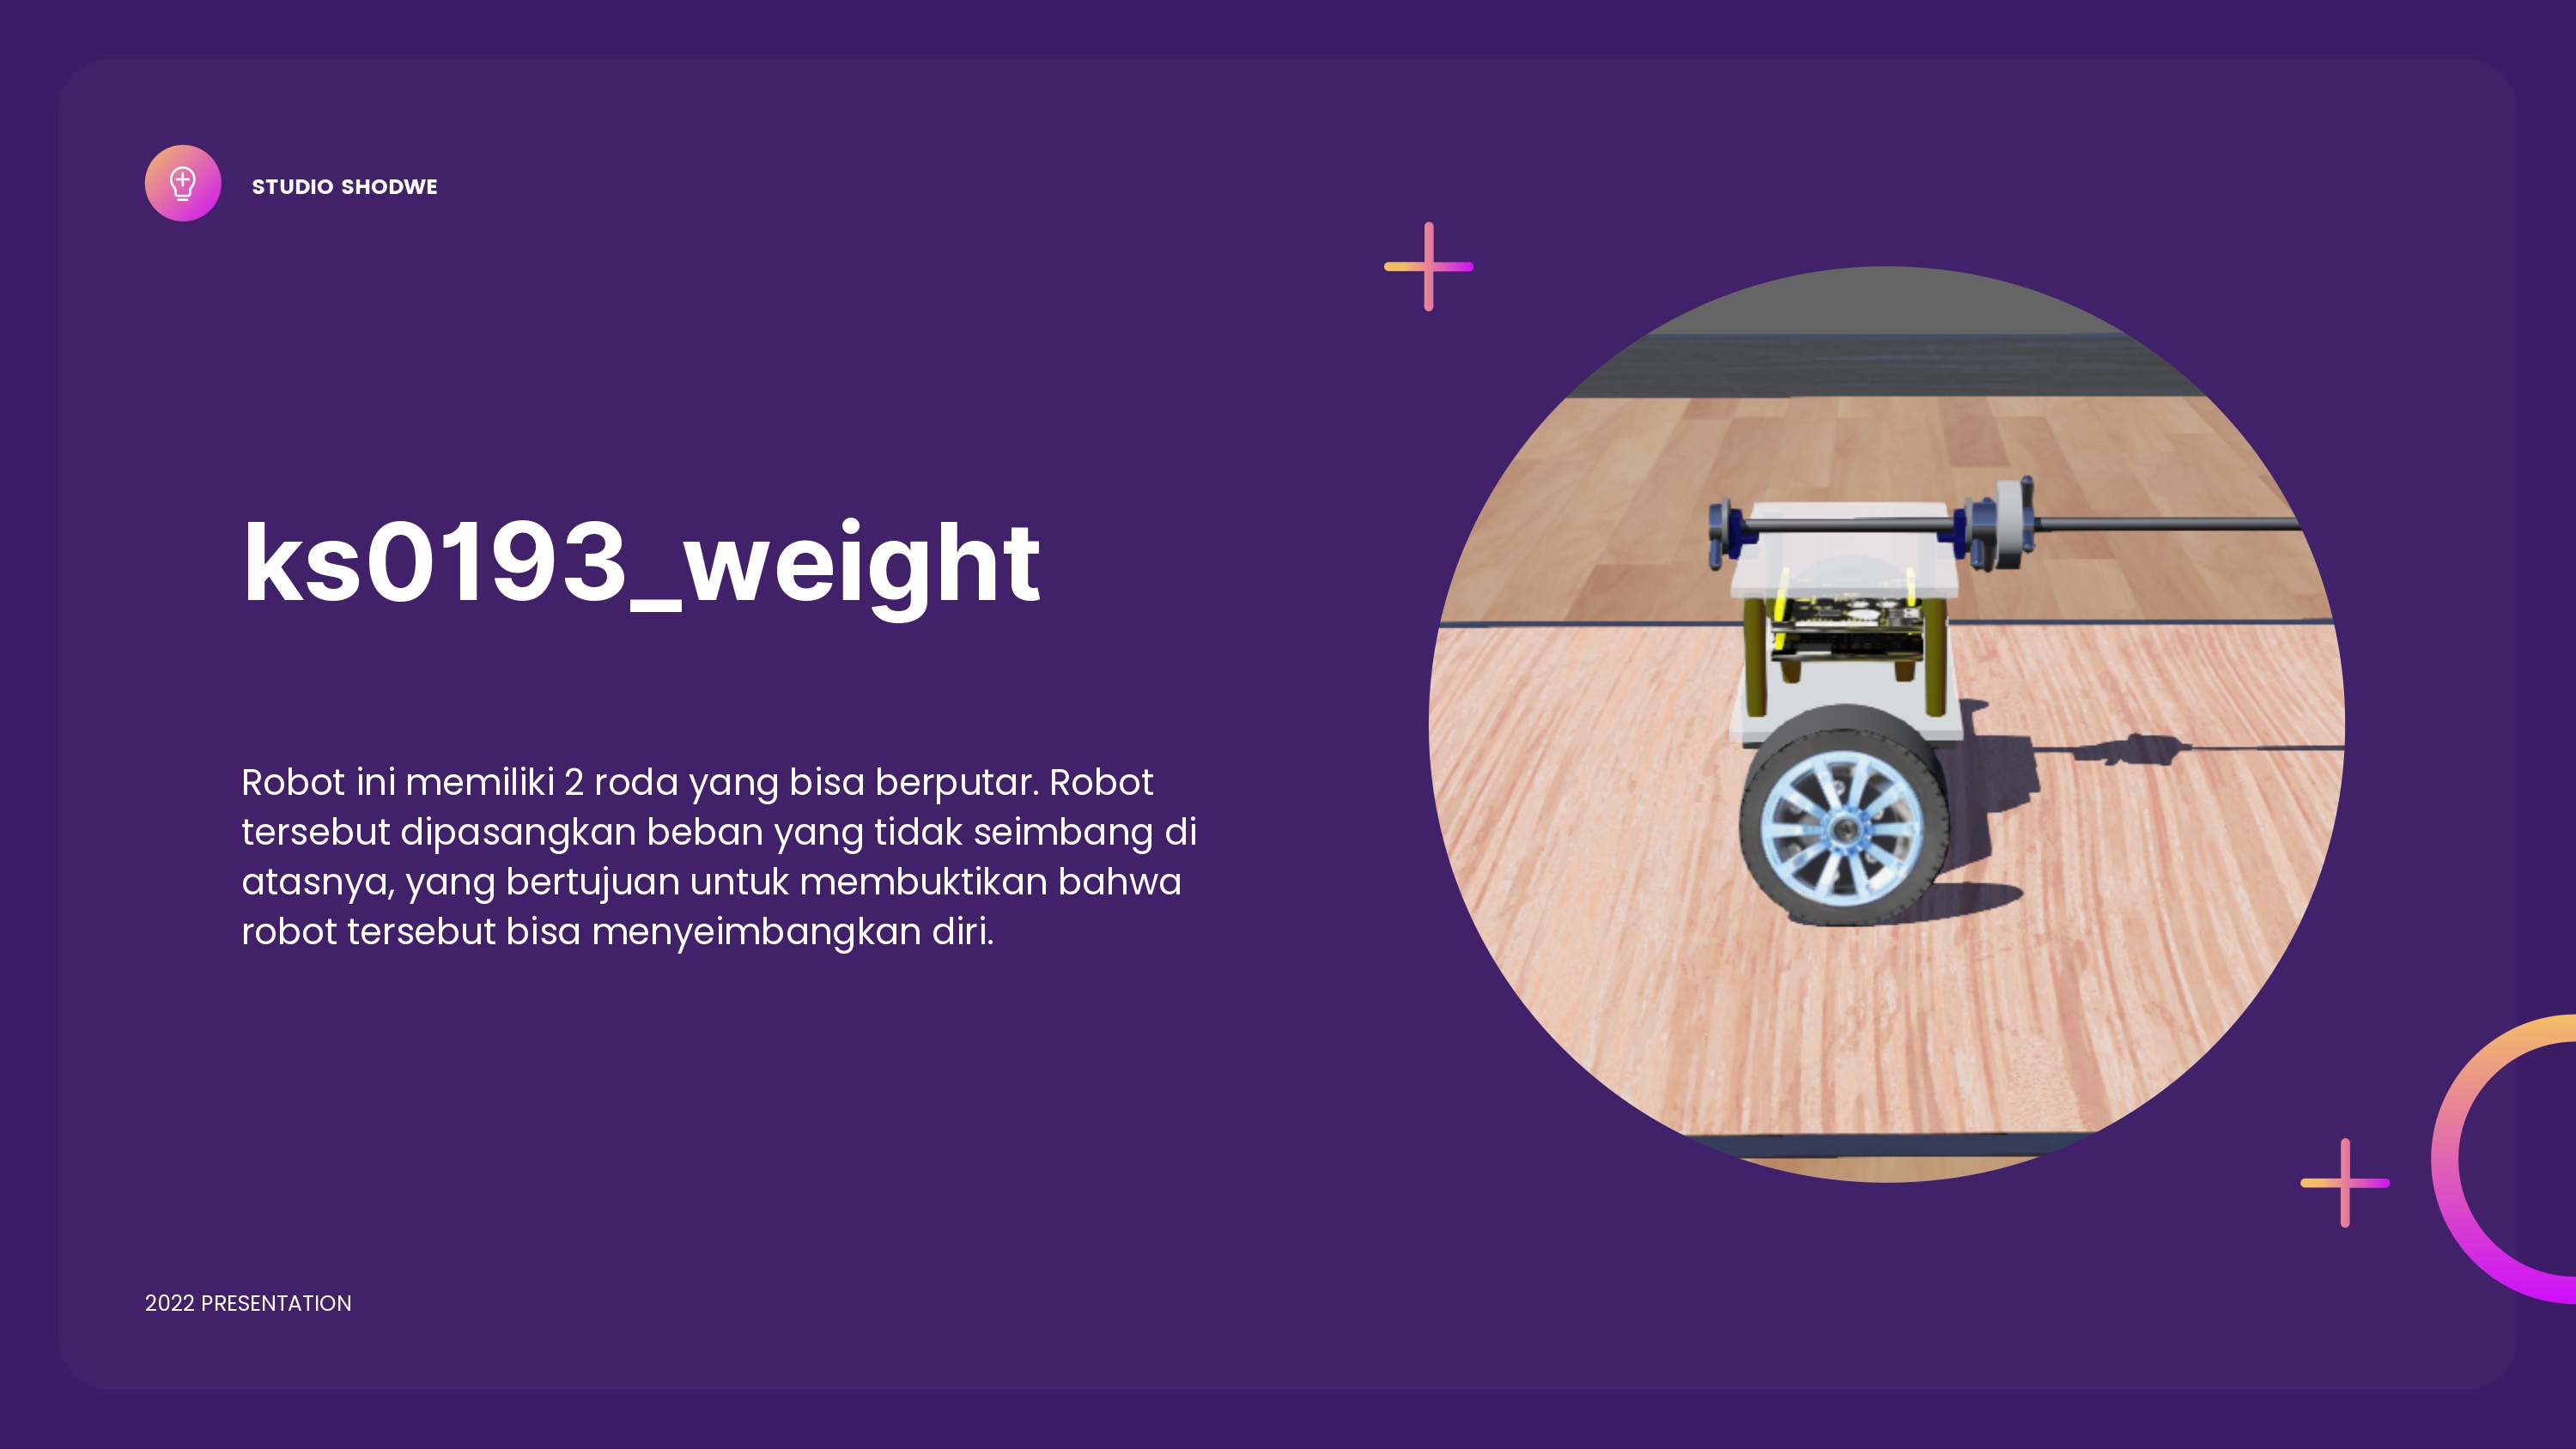 STUDIO SHODWE
ks0193_weight
Robot ini memiliki 2 roda yang bisa berputar. Robot
tersebut dipasangkan beban yang tidak seimbang di
atasnya, yang bertujuan untuk membuktikan bahwa
robot tersebut bisa menyeimbangkan diri.
2022 PRESENTATION